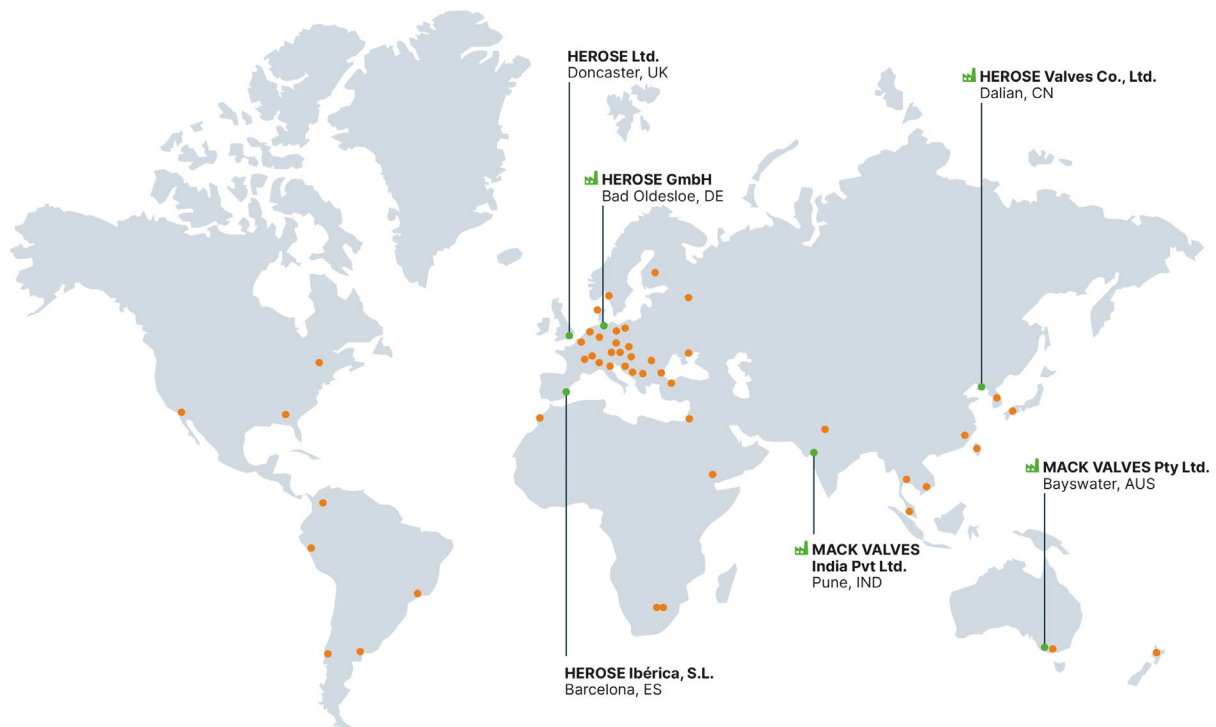 HEROSE Ltd.
Doncaster, UK
HEROSE Valves Co., Ltd.
Dalian, CN
HEROSE GmbH
Bad Oldesloe, DE
MACK VALVES Pty Ltd.
Bayswater, AUS
MACK VALVES
India Pvt Ltd.
Pune, IND
HEROSE Ibérica, S.L.
Barcelona, ES